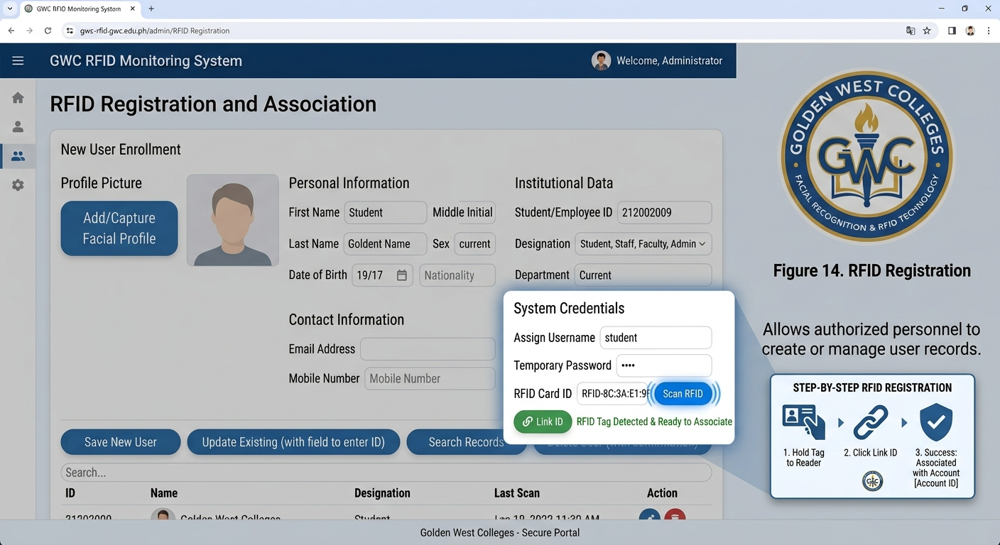 GWC RFID Monitoring System
gwc-rfid.gwc.edu.ph/admin/RFID Registration
GWC RFID Monitoring System
Welcome, Administrator
RFID Registration and Association
New User Enrollment
Profile Picture
Add/Capture
Facial Profile
Personal Information
First Name Student Middle Initial
Last Name Goldent Name Sex current
Date of Birth 19/17 Nationality
Contact Information
Email Address
Mobile Number Mobile Number
Institutional Data
Student/Employee ID 212002009
Designation Student, Staff, Faculty, Admin
Department Current
System Credentials
Assign Username student
Temporary Password ••••
RFID Card ID RFID-8C:3A:E1:9F Scan RFID
Link ID RFID Tag Detected & Ready to Associate
Save New User Update Existing (with field to enter ID) Search Records Delete User (with confirmation)
Search...
ID Name Designation Last Scan Action
Golden West Colleges Student
Golden West Colleges - Secure Portal
GOLDEN WEST COLLEGES
GWC
FACIAL RECOGNITION & RFID TECHNOLOGY
Figure 14. RFID Registration
Allows authorized personnel to
create or manage user records.
STEP-BY-STEP RFID REGISTRATION
1. Hold Tag
to Reader
2. Click Link ID
3. Success:
Associated
with Account
[Account ID]